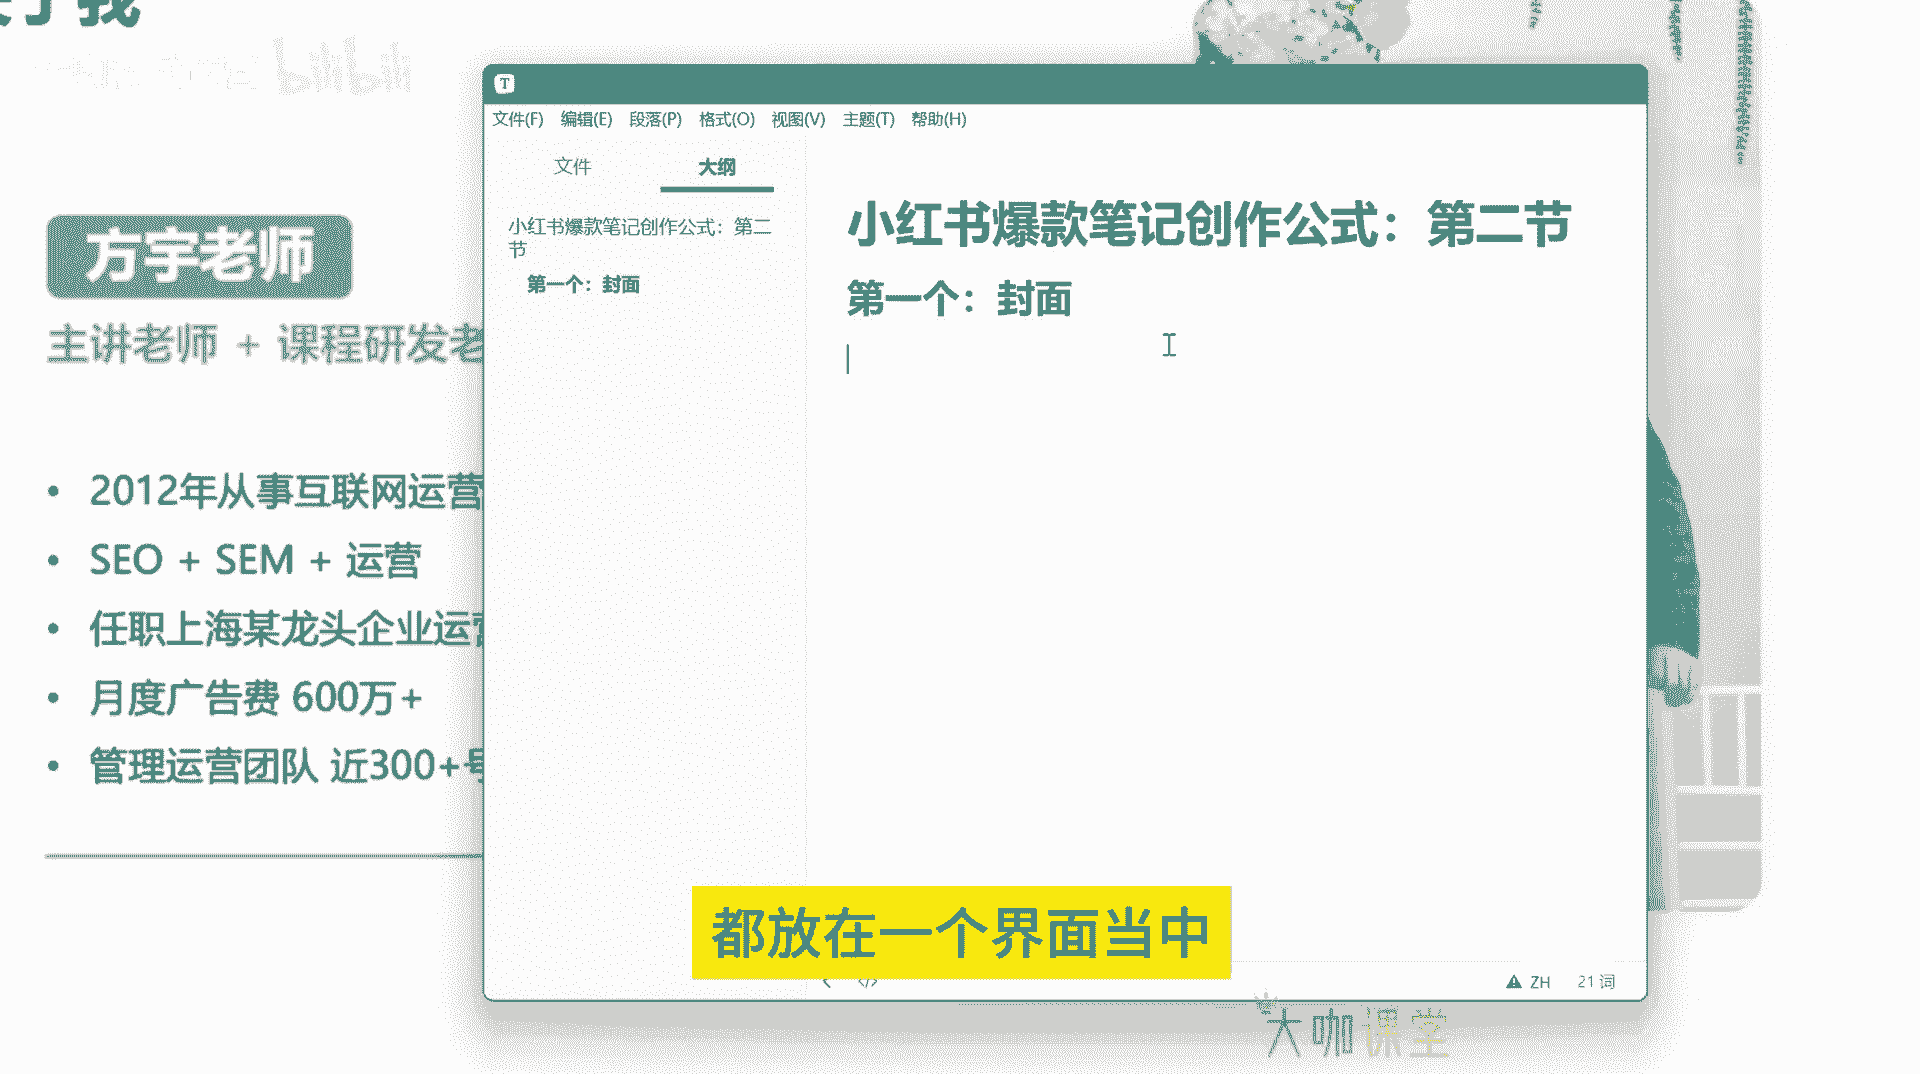 我
bilibili
方宇老师
主讲老师 + 课程研发老
2012年从事互联网运营
SEO + SEM + 运营
任职上海某龙头企业运营
月度广告费 600万+
管理运营团队 近300+号
T
文件(F) 编辑(E) 段落(P) 格式(O) 视图(V) 主题(T) 帮助(H)
文件 大纲
小红书爆款笔记创作公式：第二
节
第一个：封面
小红书爆款笔记创作公式：第二节
第一个：封面
都放在一个界面当中
ZH 21 词
大咖课堂